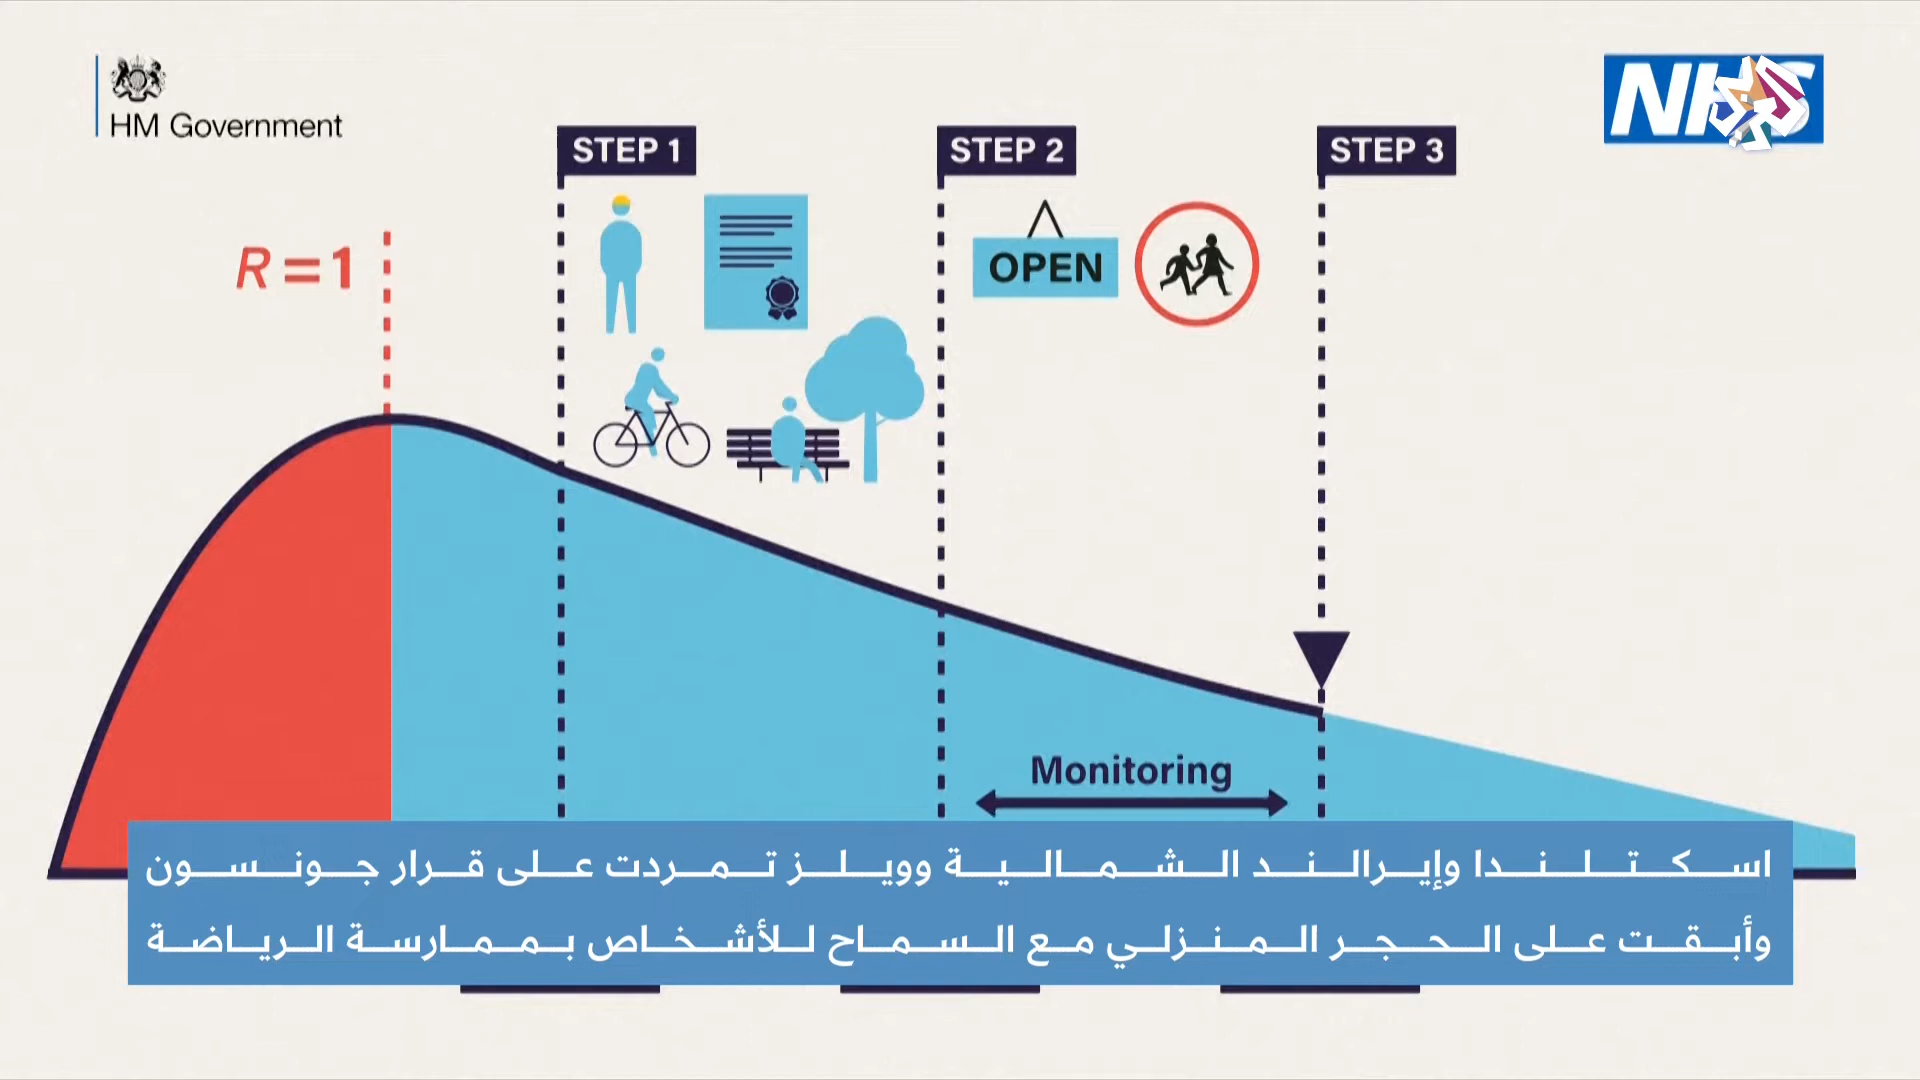 HM Government
NHS
STEP 1
STEP 2
STEP 3
R=1
OPEN
Monitoring
اسكتلندا وإيرالند الشمالية وويلز تمردت على قرار جونسون
وأبقت على الحجر المنزلي مع السماح للأشخاص بممارسة الرياضة